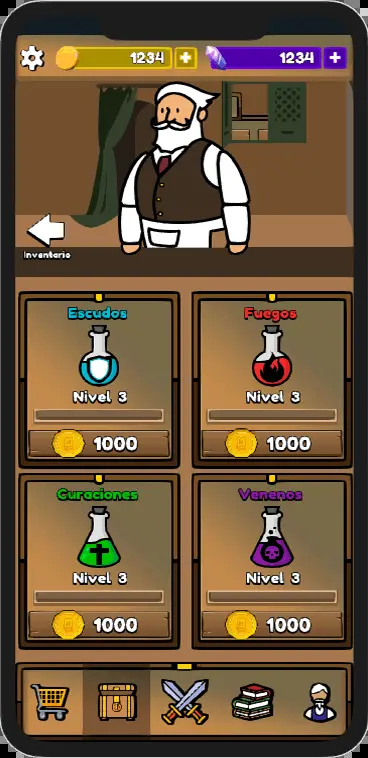 1234 + 1234 +
Inventario
Escudos Fuegos
Nivel 3 Nivel 3
1000 1000
Curaciones Venenos
Nivel 3 Nivel 3
1000 1000